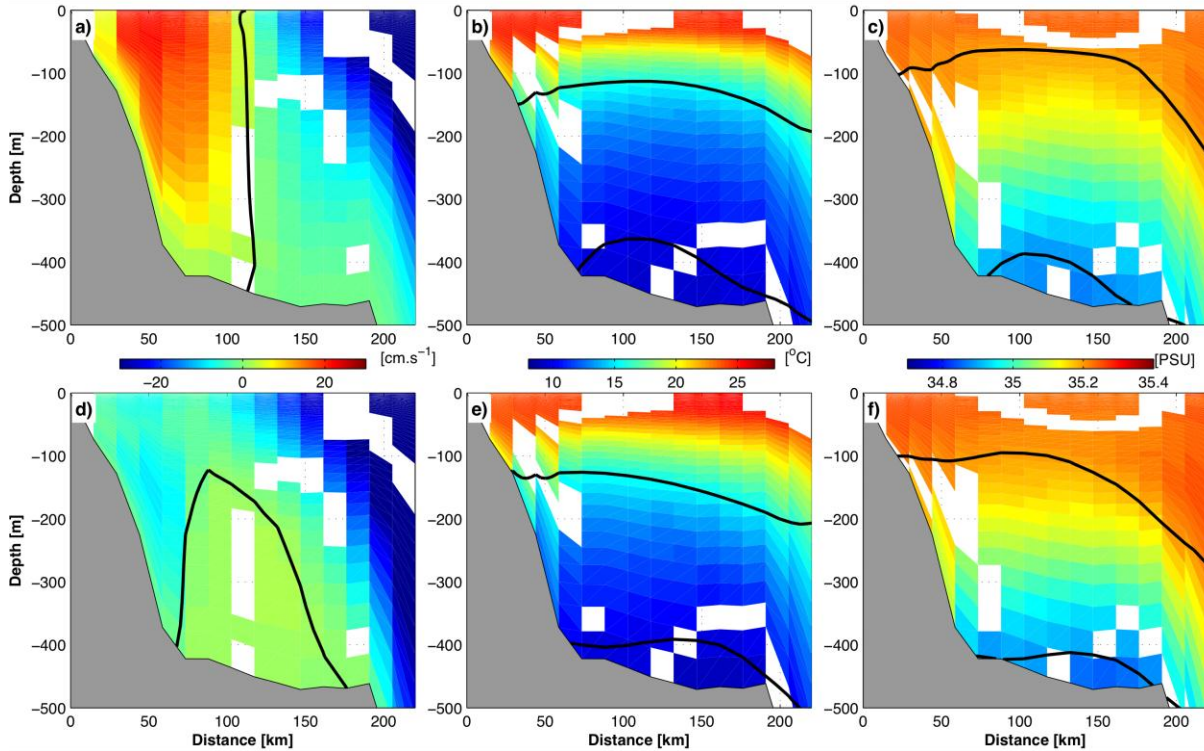 a) b) c)
0 0 0
−100 −100 −100
−200 −200 −200
−300 −300 −300
−400 −400 −400
−500 −500 −500
Depth [m]
0 50 100 150 200 0 50 100 150 200 0 50 100 150 200
[cm.s⁻¹] [°C] [PSU]
−20 0 20 10 15 20 25 34.8 35 35.2 35.4
d) e) f)
0 0 0
−100 −100 −100
−200 −200 −200
−300 −300 −300
−400 −400 −400
−500 −500 −500
Depth [m]
0 50 100 150 200 0 50 100 150 200 0 50 100 150 200
Distance [km] Distance [km] Distance [km]